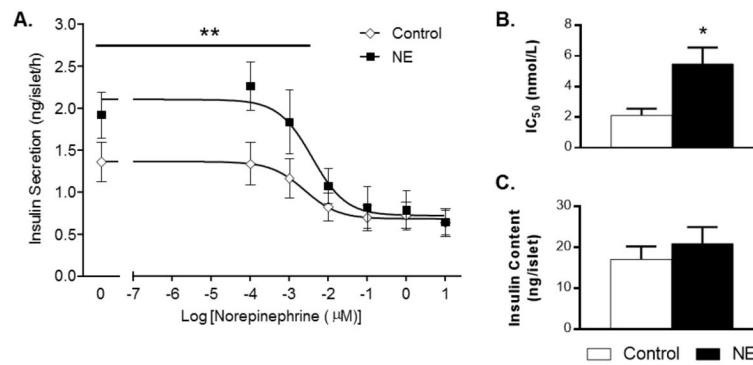 A.
**
Control
NE
Insulin Secretion (ng/islet/h)
3.0
2.5
2.0
1.5
1.0
0.5
0.0
0 -7 -6 -5 -4 -3 -2 -1 0 1
Log [Norepinephrine ( μM)]
B.
*
IC50 (nmol/L)
8
6
4
2
0
C.
Insulin Content
(ng/islet)
30
20
10
0
Control NE